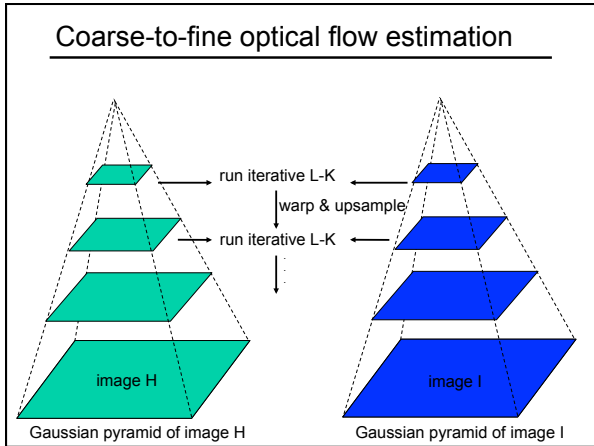 Coarse-to-fine optical flow estimation
run iterative L-K
warp & upsample
run iterative L-K
.
.
.
image H
image I
Gaussian pyramid of image H
Gaussian pyramid of image I